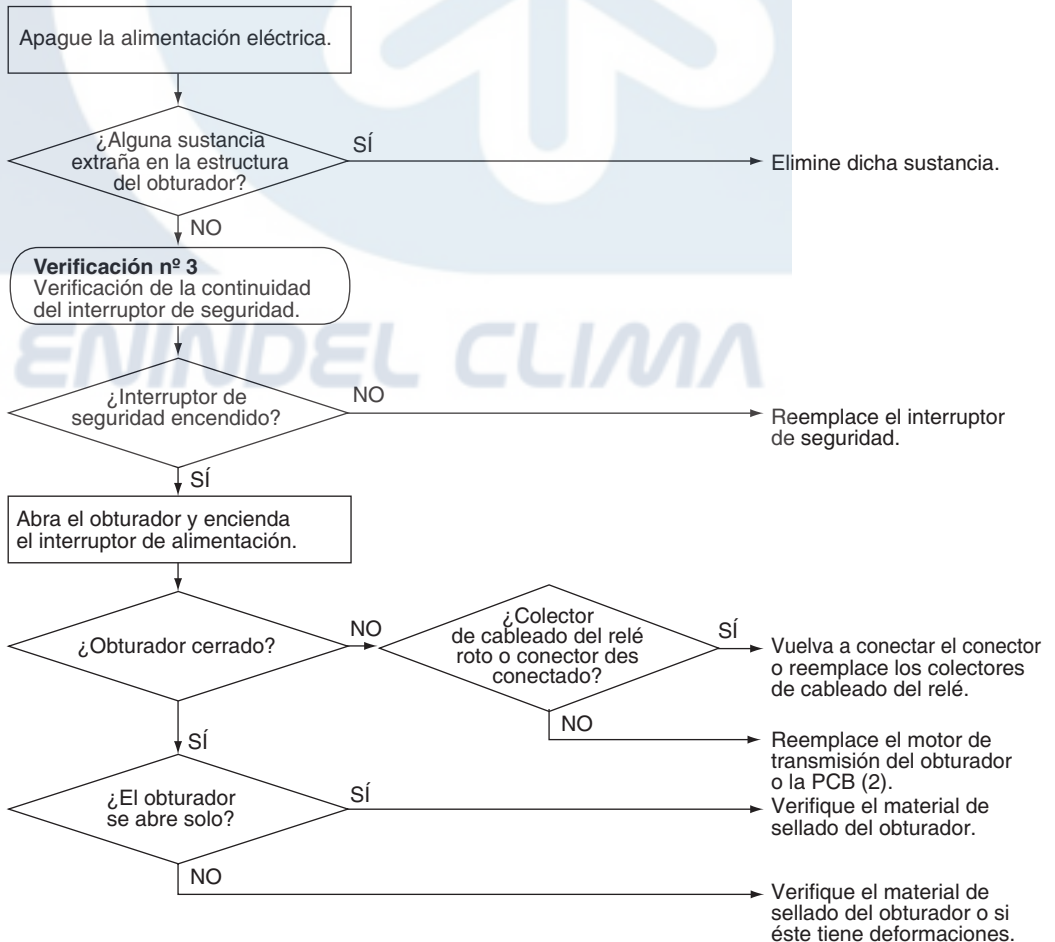 Apague la alimentación eléctrica.
¿Alguna sustancia
extraña en la estructura
del obturador?
SÍ
Elimine dicha sustancia.
NO
Verificación nº 3
Verificación de la continuidad
del interruptor de seguridad.
ENINDEL CLIMA
¿Interruptor de
seguridad encendido?
NO
Reemplace el interruptor
de seguridad.
SÍ
Abra el obturador y encienda
el interruptor de alimentación.
¿Obturador cerrado?
NO
¿Colector
de cableado del relé
roto o conector des
conectado?
SÍ
Vuelva a conectar el conector
o reemplace los colectores
de cableado del relé.
NO
Reemplace el motor de
transmisión del obturador
o la PCB (2).
SÍ
¿El obturador
se abre solo?
SÍ
Verifique el material de
sellado del obturador.
NO
Verifique el material de
sellado del obturador o si
éste tiene deformaciones.